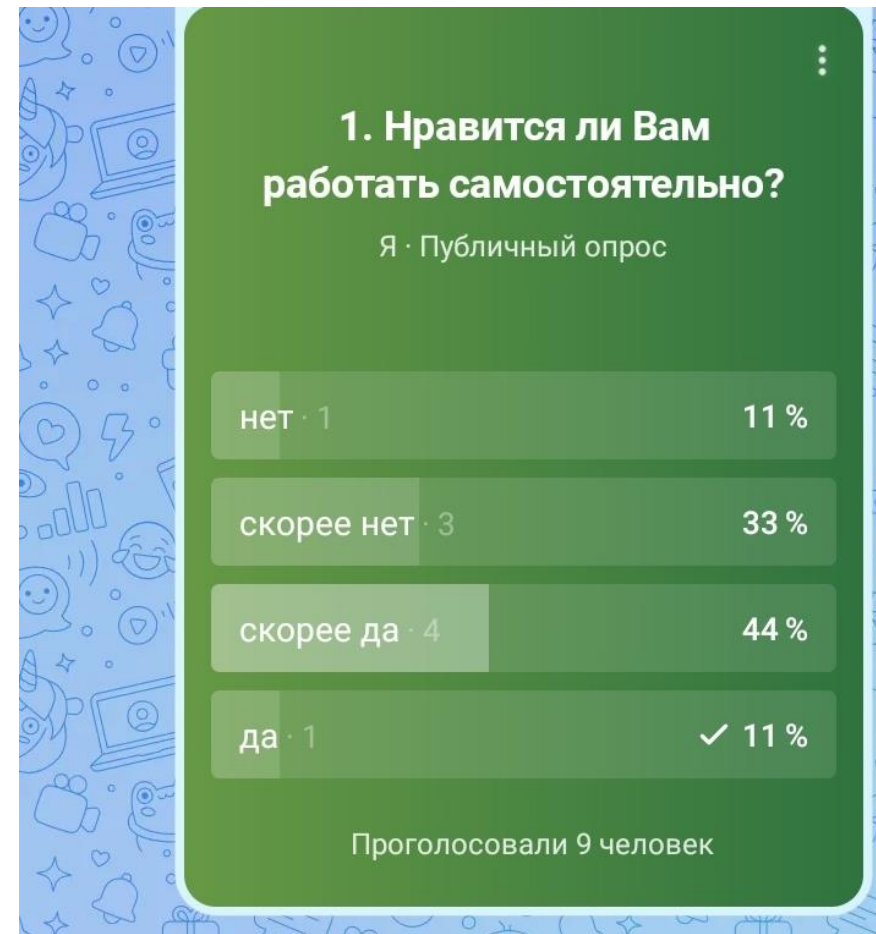 1. Нравится ли Вам
работать самостоятельно?
Я · Публичный опрос
нет · 1 11 %
скорее нет · 3 33 %
скорее да · 4 44 %
да · 1 11 %
Проголосовали 9 человек